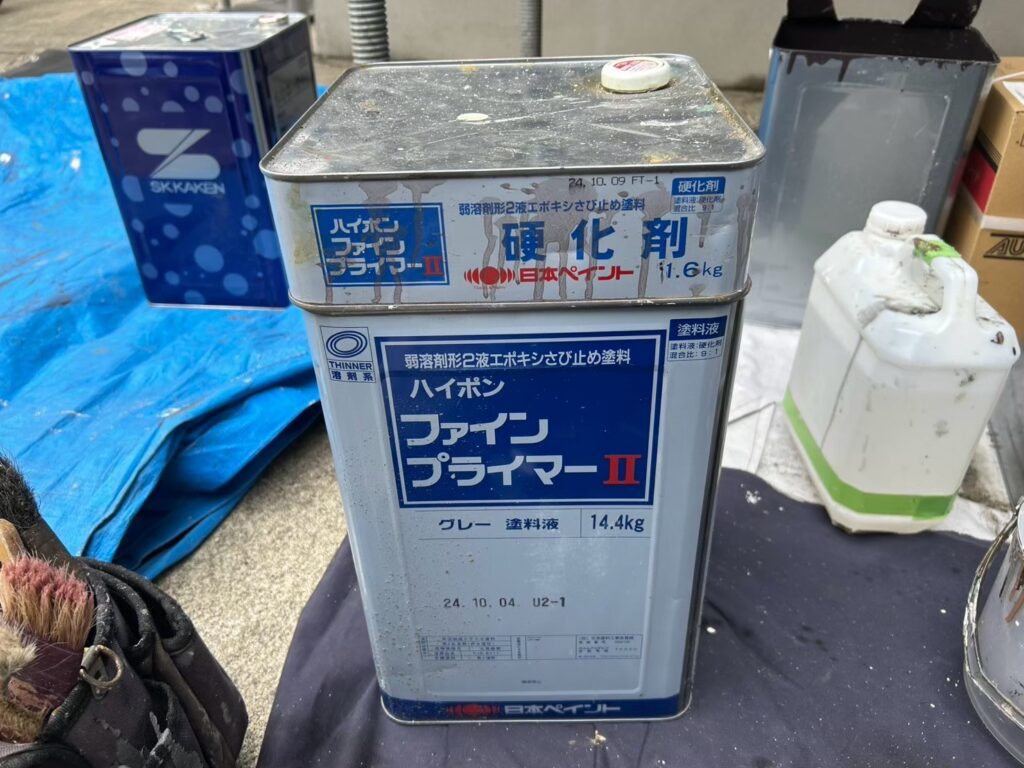 SK KAKEN
24.10.09 FT-1
硬化剤
塗料液:硬化剤
混合比 9:1
弱溶剤形2液エポキシさび止め塗料
ハイポン
ファイン
プライマーII
硬化剤
日本ペイント
1.6kg
THINNER
溶剤系
塗料液
塗料液:硬化剤
混合比:9:1
弱溶剤形2液エポキシさび止め塗料
ハイポン
ファイン
プライマーII
グレー 塗料液
14.4kg
24.10.04 U2-1
日本ペイント
AU